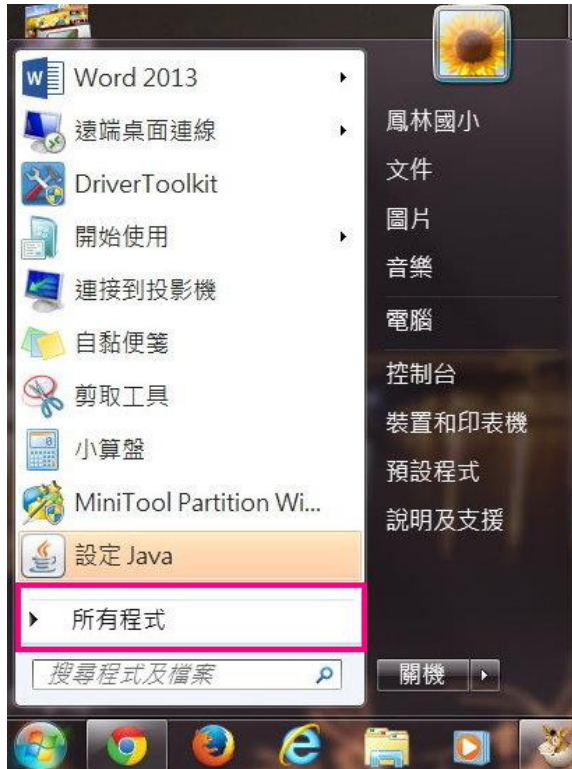 Word 2013
遠端桌面連線
DriverToolkit
開始使用
連接到投影機
自黏便箋
剪取工具
小算盤
MiniTool Partition Wi...
設定 Java
所有程式
搜尋程式及檔案
鳳林國小
文件
圖片
音樂
電腦
控制台
裝置和印表機
預設程式
說明及支援
關機